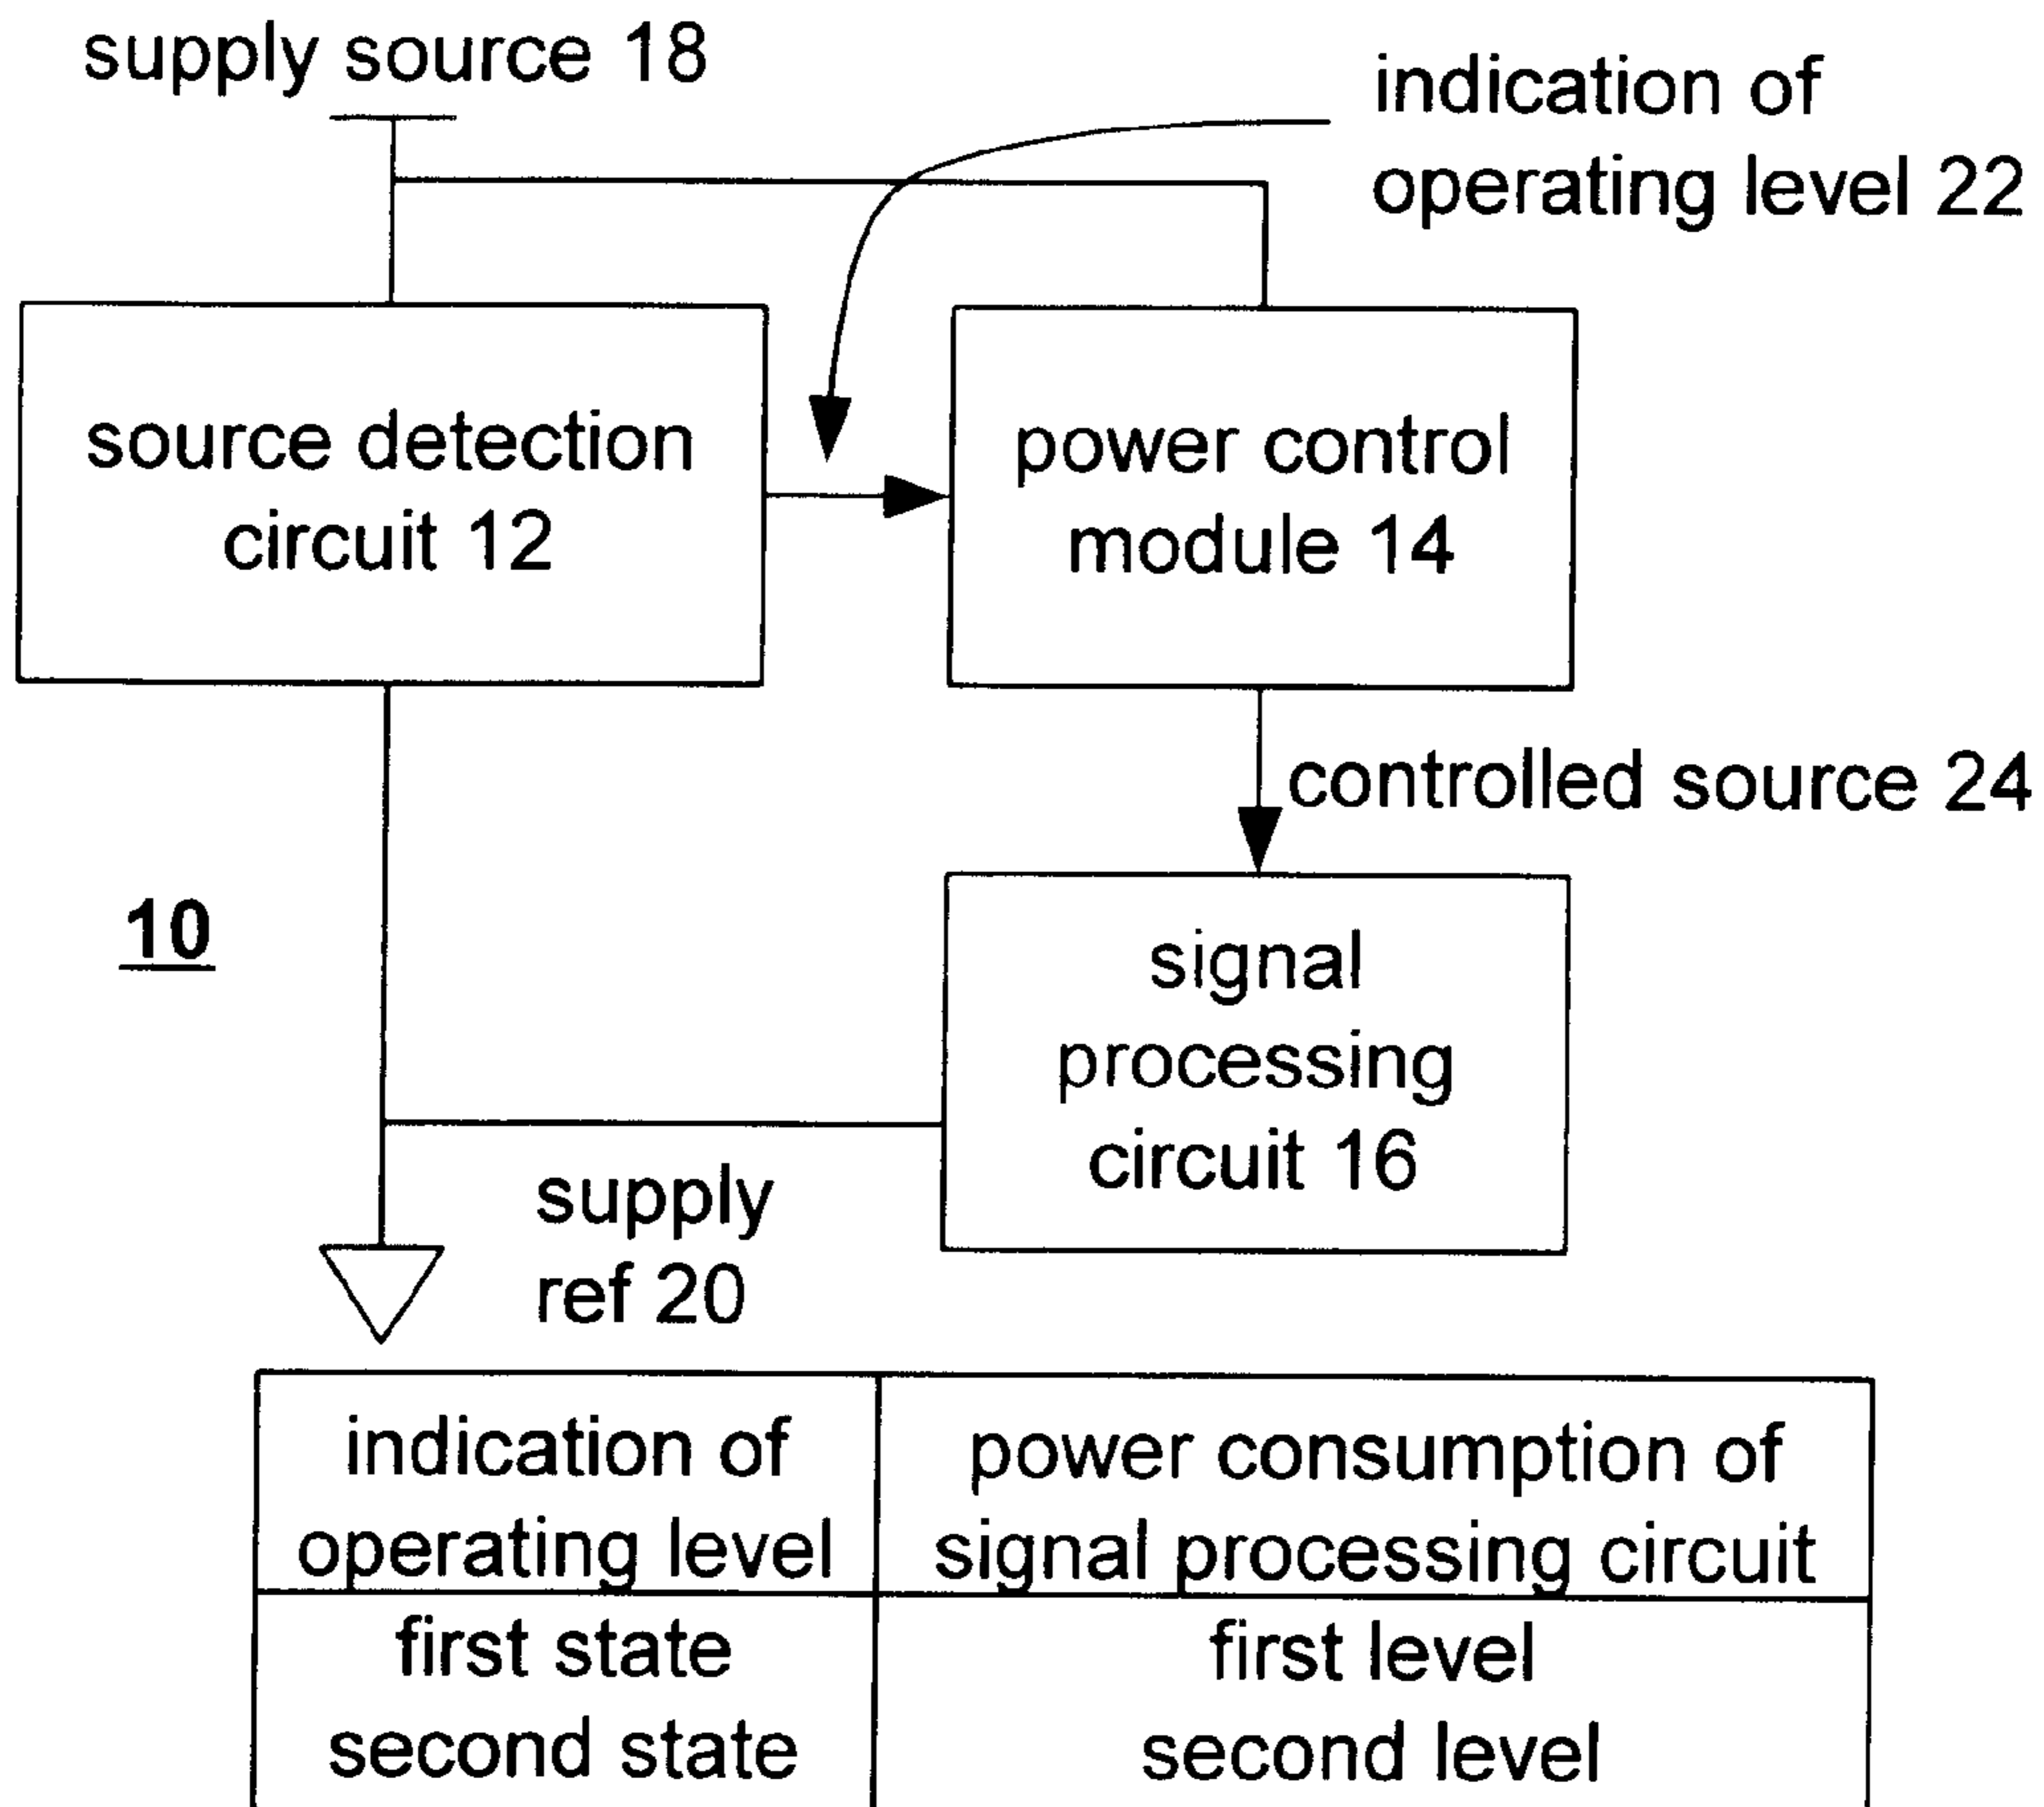 supply source 18
indication of
operating level 22
source detection
circuit 12
power control
module 14
controlled source 24
10
signal
processing
circuit 16
supply
ref 20
indication of
operating level
power consumption of
signal processing circuit
first state
first level
second state
second level